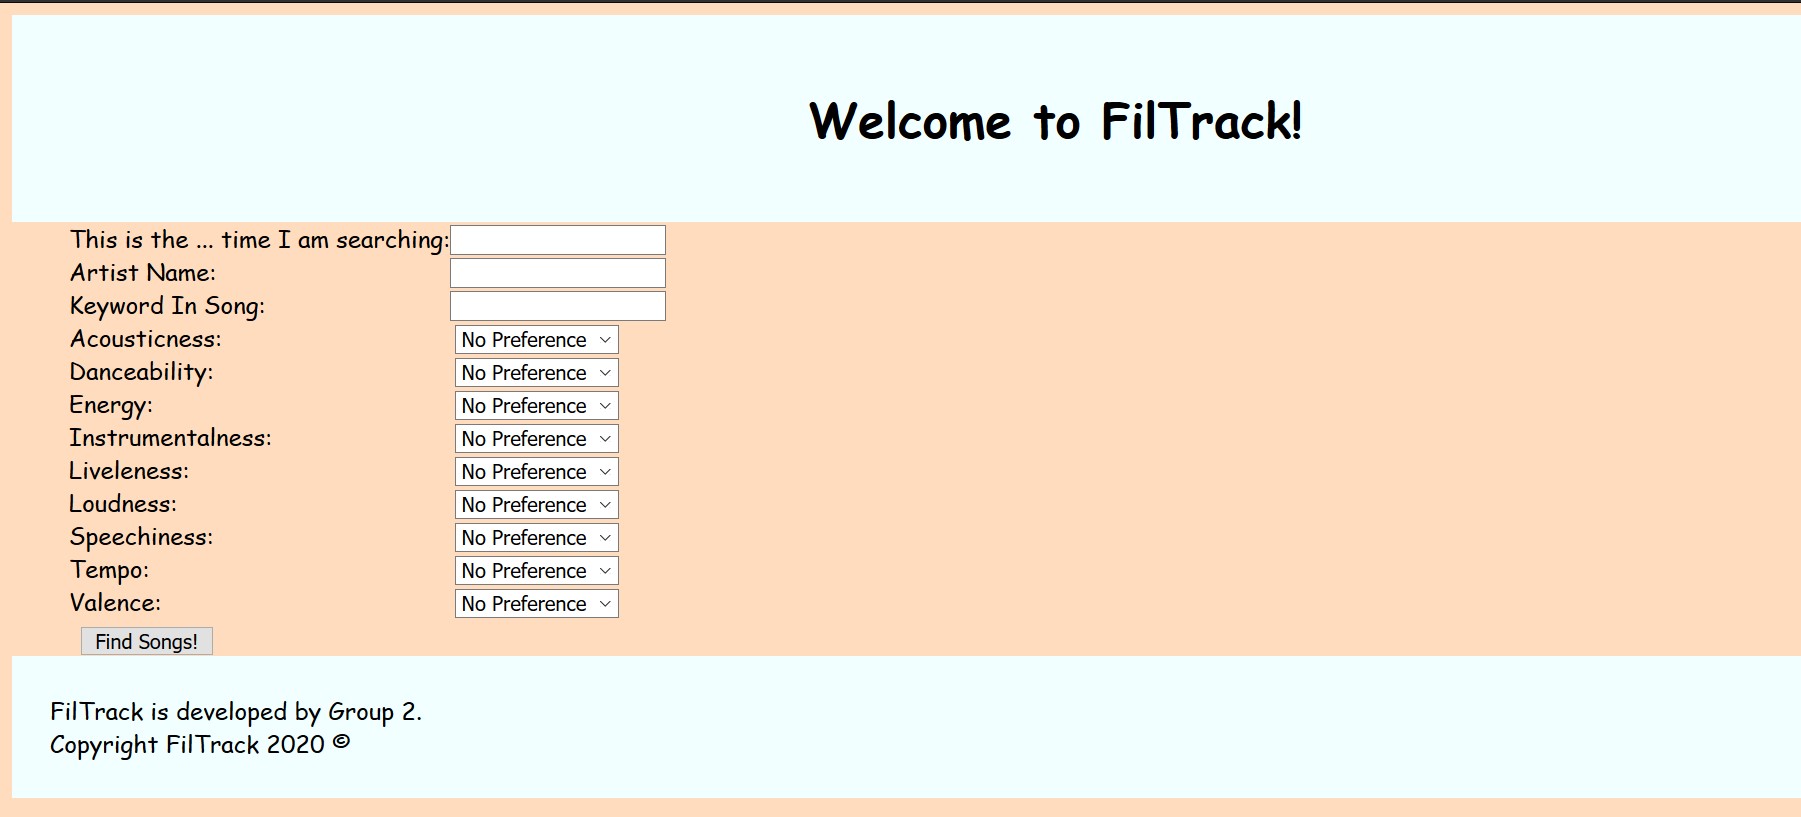 Welcome to FilTrack!
This is the ... time I am searching:
Artist Name:
Keyword In Song:
Acousticness: No Preference
Danceability: No Preference
Energy: No Preference
Instrumentalness: No Preference
Liveleness: No Preference
Loudness: No Preference
Speechiness: No Preference
Tempo: No Preference
Valence: No Preference
Find Songs!
FilTrack is developed by Group 2.
Copyright FilTrack 2020 ©